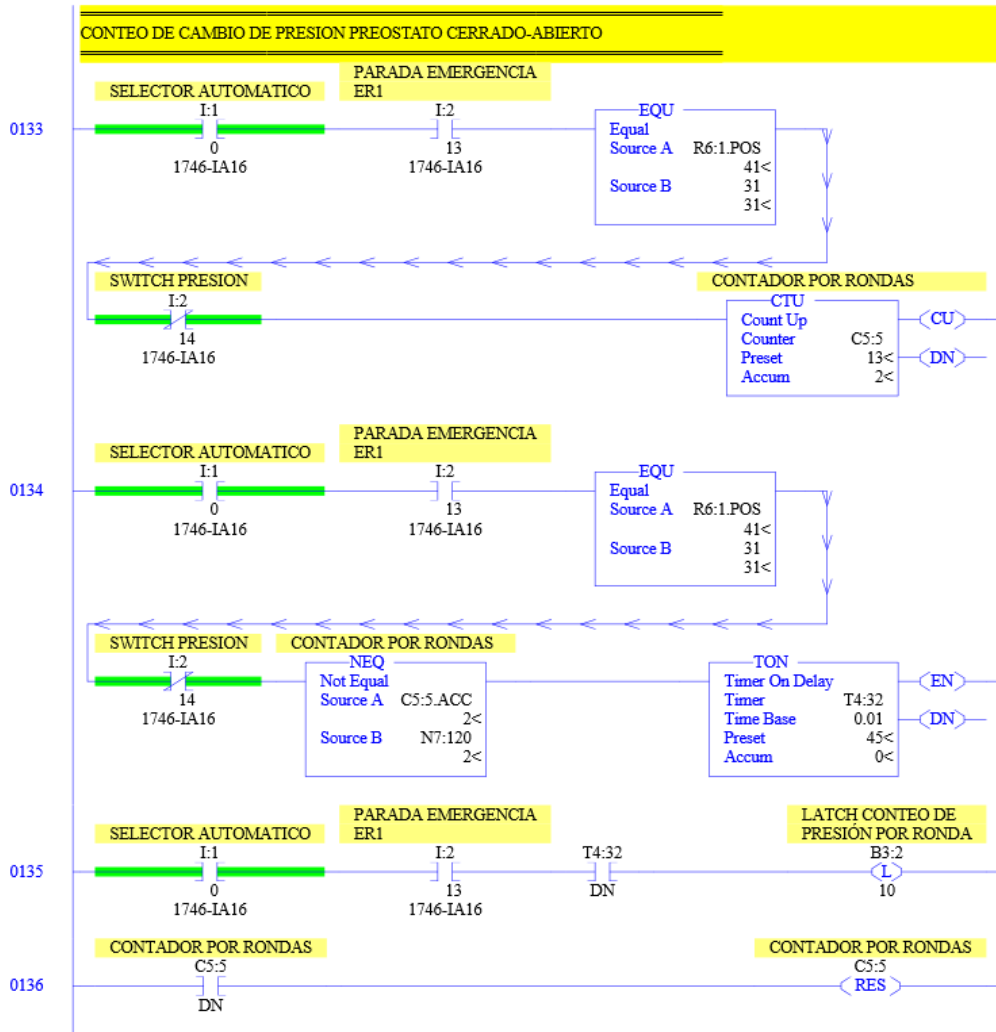 CONTEO DE CAMBIO DE PRESION PREOSTATO CERRADO-ABIERTO
PARADA EMERGENCIA
SELECTOR AUTOMATICO ER1
I:1 I:2 EQU
0133 Equal
0 13 Source A R6:1.POS
1746-IA16 1746-IA16 41<
Source B 31
31<
SWITCH PRESION CONTADOR POR RONDAS
I:2 CTU
Count Up CU
14 Counter C5:5
1746-IA16 Preset 13< DN
Accum 2<
PARADA EMERGENCIA
SELECTOR AUTOMATICO ER1
I:1 I:2 EQU
0134 Equal
0 13 Source A R6:1.POS
1746-IA16 1746-IA16 41<
Source B 31
31<
SWITCH PRESION CONTADOR POR RONDAS
I:2 NEQ TON
Not Equal Timer On Delay EN
14 Source A C5:5.ACC Timer T4:32
1746-IA16 2< Time Base 0.01 DN
Source B N7:120 Preset 45<
2< Accum 0<
PARADA EMERGENCIA LATCH CONTEO DE
SELECTOR AUTOMATICO ER1 PRESIÓN POR RONDA
I:1 I:2 T4:32 B3:2
0135 L
0 13 DN 10
1746-IA16 1746-IA16
CONTADOR POR RONDAS CONTADOR POR RONDAS
C5:5 C5:5
0136 RES
DN